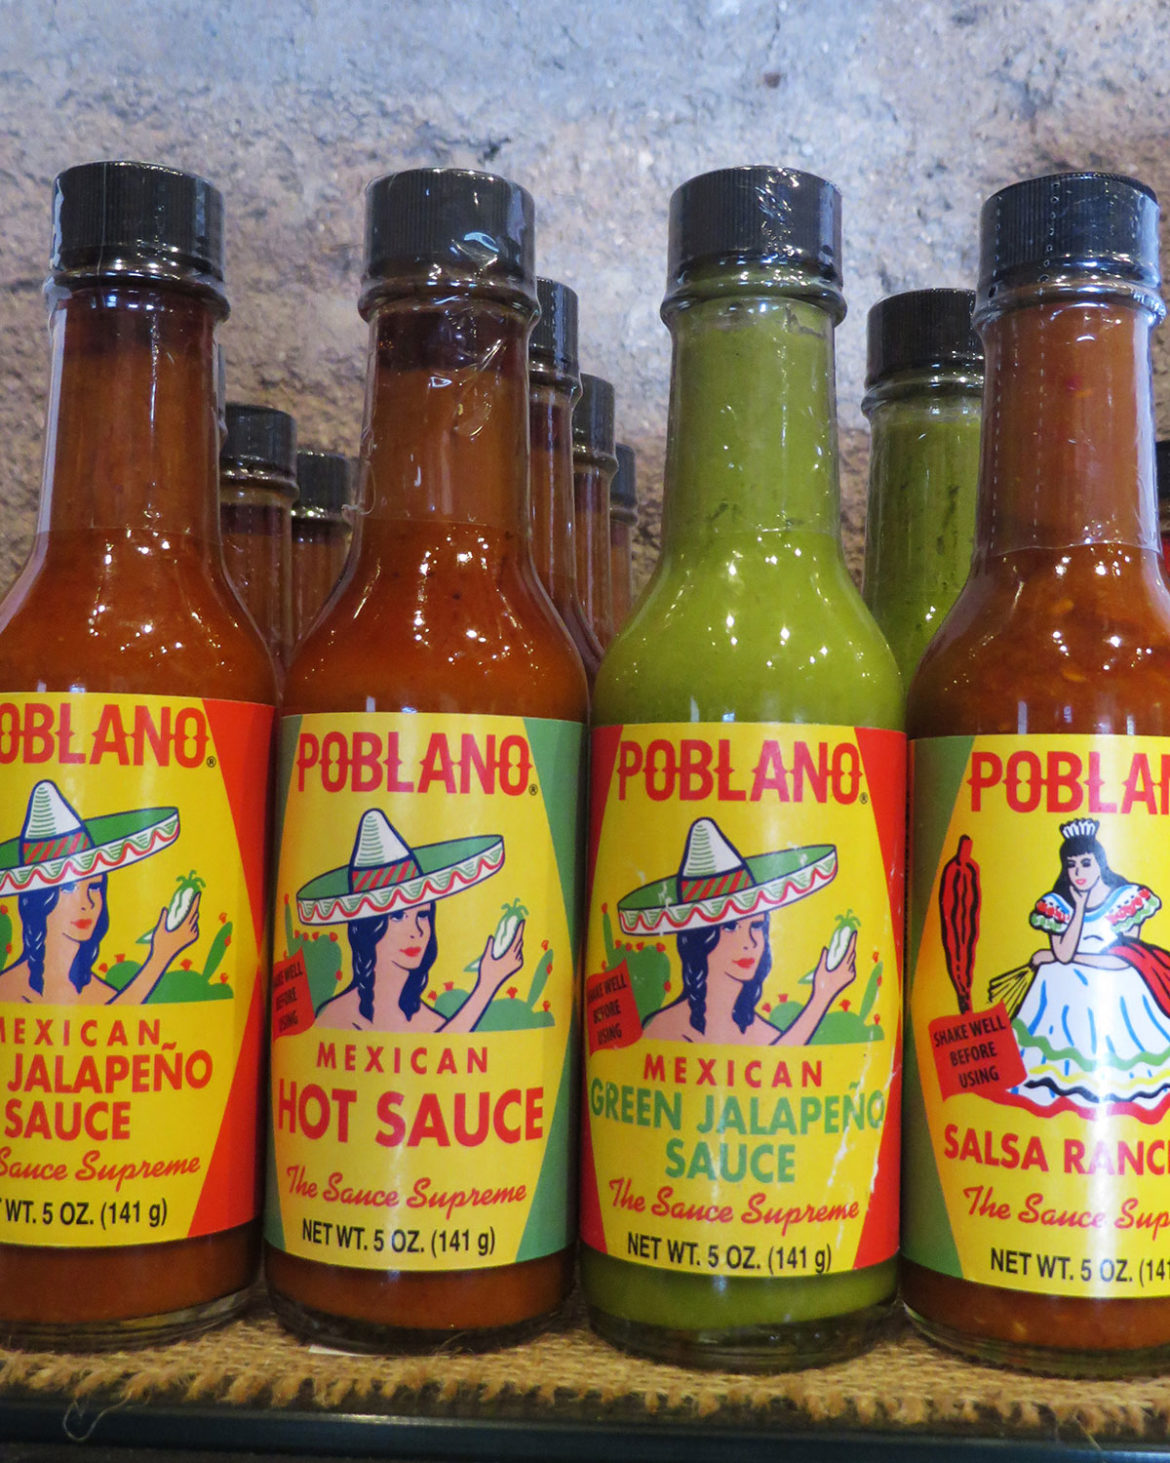 OBLANO®
MEXICAN
JALAPEÑO
SAUCE
Sauce Supreme
WT. 5 OZ. (141 g)
POBLANO®
SHAKE WELL
BEFORE
USING
MEXICAN
HOT SAUCE
The Sauce Supreme
NET WT. 5 OZ. (141 g)
POBLANO®
SHAKE WELL
BEFORE
USING
MEXICAN
GREEN JALAPEÑO
SAUCE
The Sauce Supreme
NET WT. 5 OZ. (141 g)
POBLAN
SHAKE WELL
BEFORE
USING
SALSA RANCH
The Sauce Sup
NET WT. 5 OZ. (141